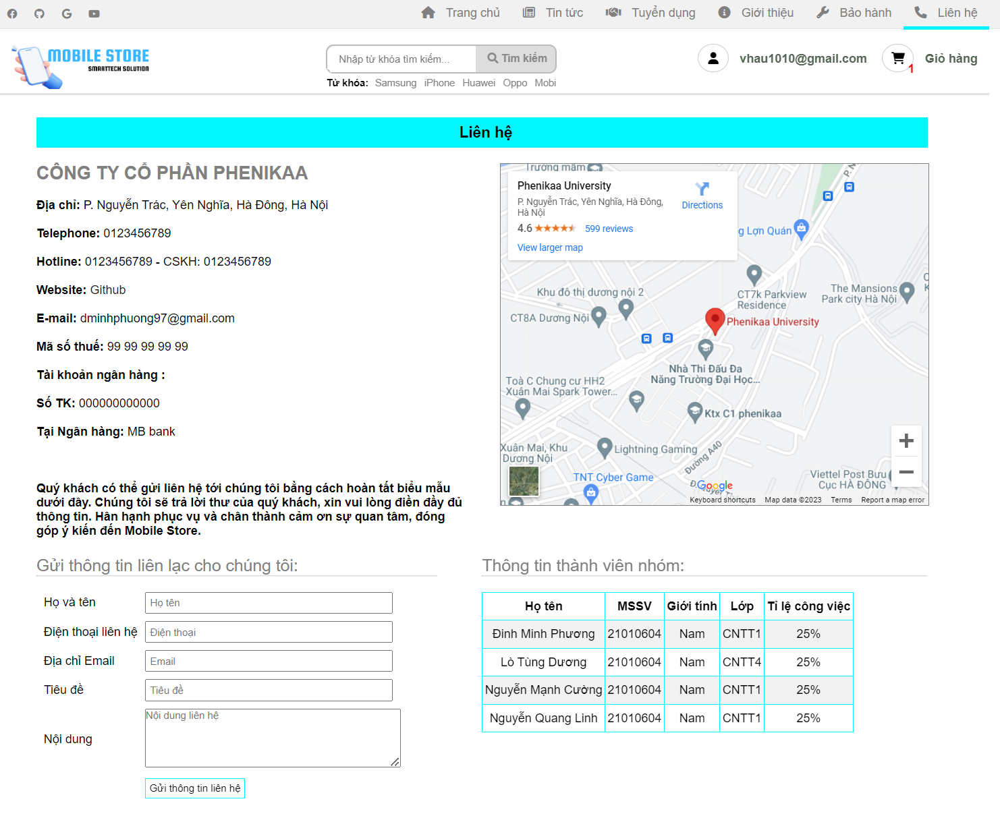 Trang chủ Tin tức Tuyển dụng Giới thiệu Bảo hành Liên hệ
MOBILE STORE
SMARTTECH SOLUTION
Nhập từ khóa tìm kiếm... Tìm kiếm
Từ khóa: Samsung iPhone Huawei Oppo Mobi
vhau1010@gmail.com 1 Giỏ hàng
Liên hệ
CÔNG TY CỔ PHẦN PHENIKAA
Địa chỉ: P. Nguyễn Trác, Yên Nghĩa, Hà Đông, Hà Nội
Telephone: 0123456789
Hotline: 0123456789 - CSKH: 0123456789
Website: Github
E-mail: dminhphuong97@gmail.com
Mã số thuế: 99 99 99 99 99
Tài khoản ngân hàng :
Số TK: 000000000000
Tại Ngân hàng: MB bank
Quý khách có thể gửi liên hệ tới chúng tôi bằng cách hoàn tất biểu mẫu
dưới đây. Chúng tôi sẽ trả lời thư của quý khách, xin vui lòng điền đầy đủ
thông tin. Hân hạnh phục vụ và chân thành cảm ơn sự quan tâm, đóng
góp ý kiến đến Mobile Store.
Trường mầm
P. N
Phenikaa University
P. Nguyễn Trác, Yên Nghĩa, Hà Đông,
Hà Nội
Directions
4.6 599 reviews
View larger map
g Lợn Quán
Khu đô thị dương nội 2
CT8A Dương Nội
CT7k Parkview
Residence
The Mansions
Park city Hà Nội
Phenikaa University
Nhà Thi Đấu Đa
Năng Trường Đại Học...
Toà C Chung cư HH2
Xuân Mai Spark Tower...
Ktx C1 phenikaa
Xuân Mai, Khu
Dương Nội
Lightning Gaming
Đường A40
TNT Cyber Game
Viettel Post Bưu
Cục HÀ ĐÔNG
Google
Keyboard shortcuts Map data ©2023 Terms Report a map error
Gửi thông tin liên lạc cho chúng tôi:
Họ và tên Họ tên
Điện thoại liên hệ Điện thoại
Địa chỉ Email Email
Tiêu đề Tiêu đề
Nội dung Nội dung liên hệ
Gửi thông tin liên hệ
Thông tin thành viên nhóm:
Họ tên MSSV Giới tính Lớp Tỉ lệ công việc
Đinh Minh Phương 21010604 Nam CNTT1 25%
Lò Tùng Dương 21010604 Nam CNTT4 25%
Nguyễn Mạnh Cường 21010604 Nam CNTT1 25%
Nguyễn Quang Linh 21010604 Nam CNTT1 25%